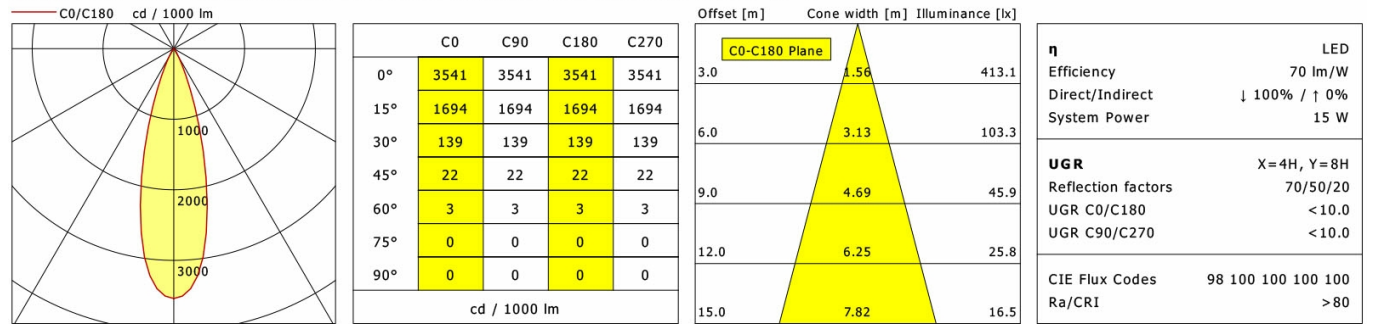 C0/C180 cd / 1000 lm
1000
2000
3000
C0 C90 C180 C270
0° 3541 3541 3541 3541
15° 1694 1694 1694 1694
30° 139 139 139 139
45° 22 22 22 22
60° 3 3 3 3
75° 0 0 0 0
90° 0 0 0 0
cd / 1000 lm
Offset [m] Cone width [m] Illuminance [lx]
C0-C180 Plane
3.0 1.56 413.1
6.0 3.13 103.3
9.0 4.69 45.9
12.0 6.25 25.8
15.0 7.82 16.5
η LED
Efficiency 70 lm/W
Direct/Indirect ↓ 100% / ↑ 0%
System Power 15 W
UGR X=4H, Y=8H
Reflection factors 70/50/20
UGR C0/C180 <10.0
UGR C90/C270 <10.0
CIE Flux Codes 98 100 100 100 100
Ra/CRI >80